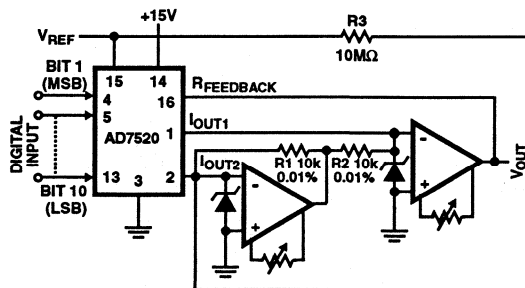 +15V
R3
VREF
10MΩ
BIT 1
(MSB)
15
14
RFEEDBACK
4
16
5
IOUT1
DIGITAL
INPUT
1
AD7520
IOUT2
R1 10k
0.01%
R2 10k
0.01%
VOUT
13
3
2
BIT 10
(LSB)
-
+
-
+